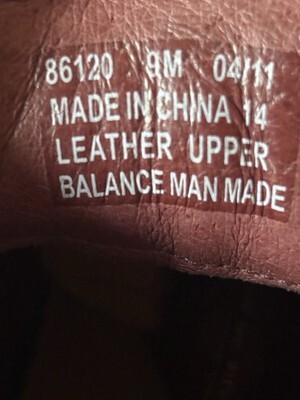 86120 9M 04/11
MADE IN CHINA 14
LEATHER UPPER
BALANCE MAN MADE